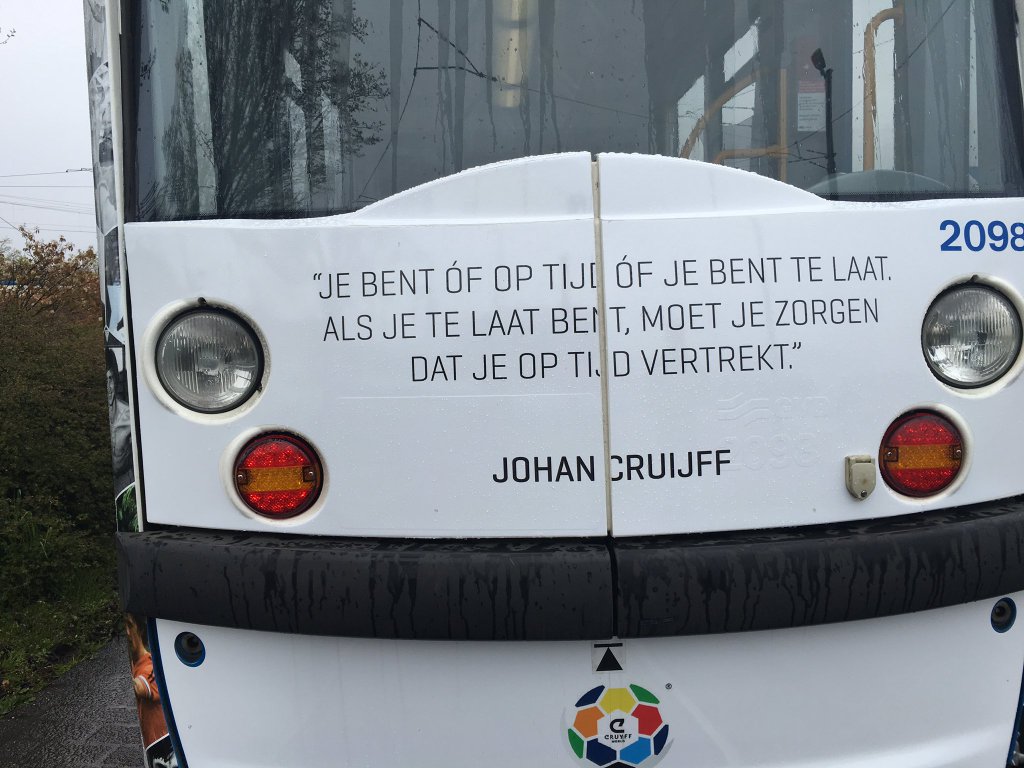 2098
“JE BENT ÓF OP TIJD ÓF JE BENT TE LAAT.
ALS JE TE LAAT BENT, MOET JE ZORGEN
DAT JE OP TIJD VERTREKT.”
JOHAN CRUIJFF
CRUYFF
WORLD
®